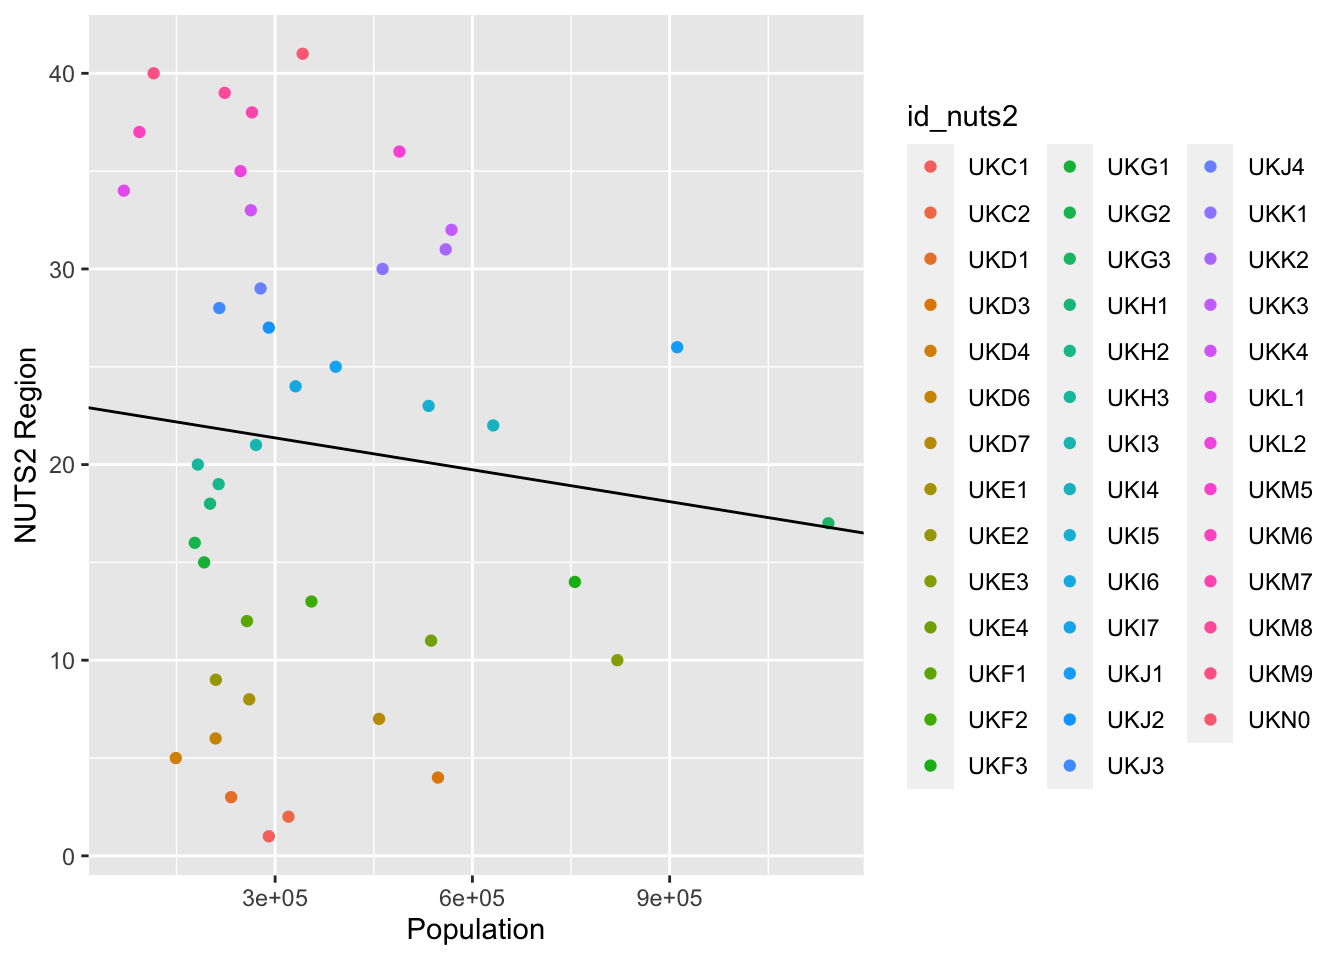 40
30
20
10
0
NUTS2 Region
3e+05 6e+05 9e+05
Population
id_nuts2
UKC1 UKG1 UKJ4
UKC2 UKG2 UKK1
UKD1 UKG3 UKK2
UKD3 UKH1 UKK3
UKD4 UKH2 UKK4
UKD6 UKH3 UKL1
UKD7 UKI3 UKL2
UKE1 UKI4 UKM5
UKE2 UKI5 UKM6
UKE3 UKI6 UKM7
UKE4 UKI7 UKM8
UKF1 UKJ1 UKM9
UKF2 UKJ2 UKN0
UKF3 UKJ3